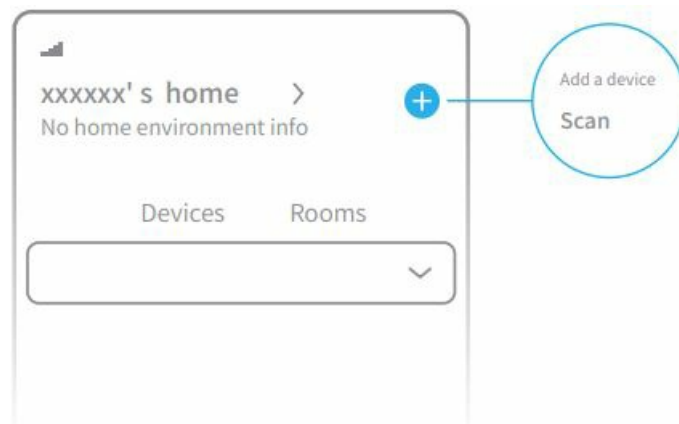 xxxxxx' s home >
No home environment info
Add a device
Scan
Devices Rooms